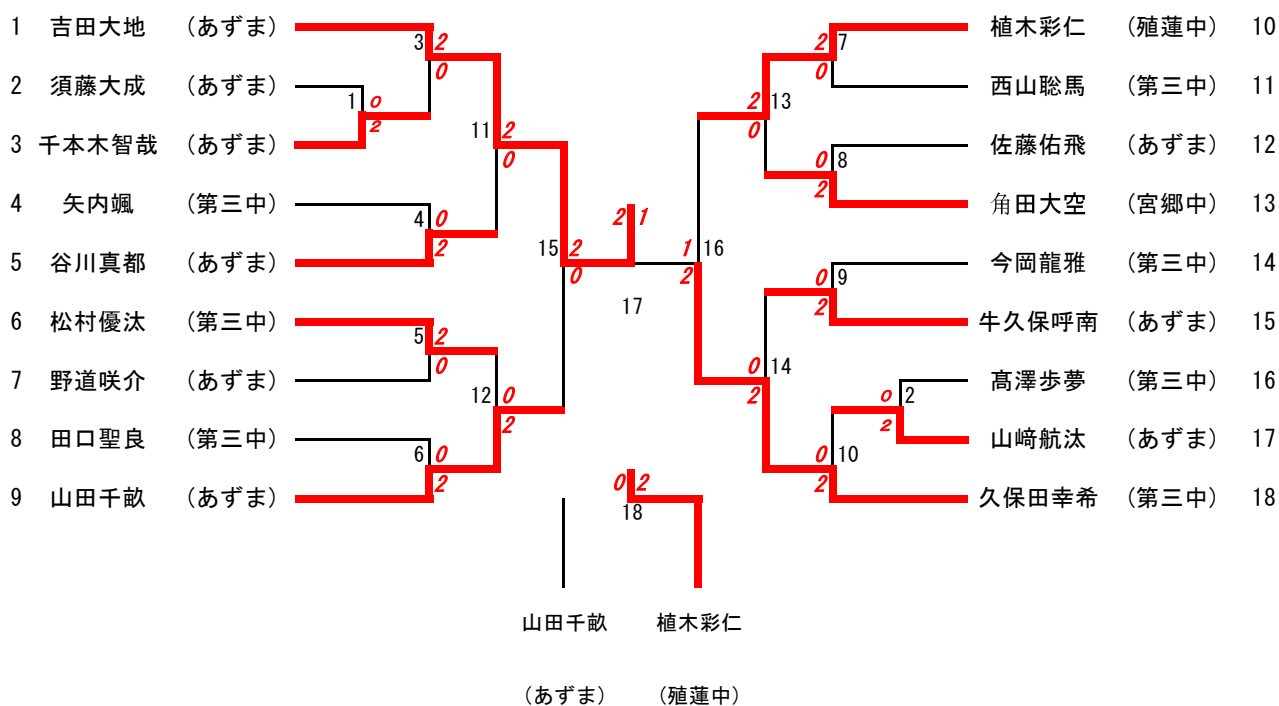 1 吉田大地 (あずま)
2 須藤大成 (あずま)
3 千本木智哉 (あずま)
4 矢内颯 (第三中)
5 谷川真都 (あずま)
6 松村優汰 (第三中)
7 野道咲介 (あずま)
8 田口聖良 (第三中)
9 山田千畝 (あずま)
3 2
0
1 0
2
11 2
0
4 0
2
5 2
0
12 0
2
6 0
2
15 2
0
2 1
17
1 16
2
2 13
0
2 7
0
0 8
2
0 9
2
0 14
2
0 2
2
0 10
2
0 2
18
植木彩仁 (殖蓮中) 10
西山聡馬 (第三中) 11
佐藤佑飛 (あずま) 12
角田大空 (宮郷中) 13
今岡龍雅 (第三中) 14
牛久保呼南 (あずま) 15
髙澤歩夢 (第三中) 16
山﨑航汰 (あずま) 17
久保田幸希 (第三中) 18
山田千畝 植木彩仁
(あずま) (殖蓮中)